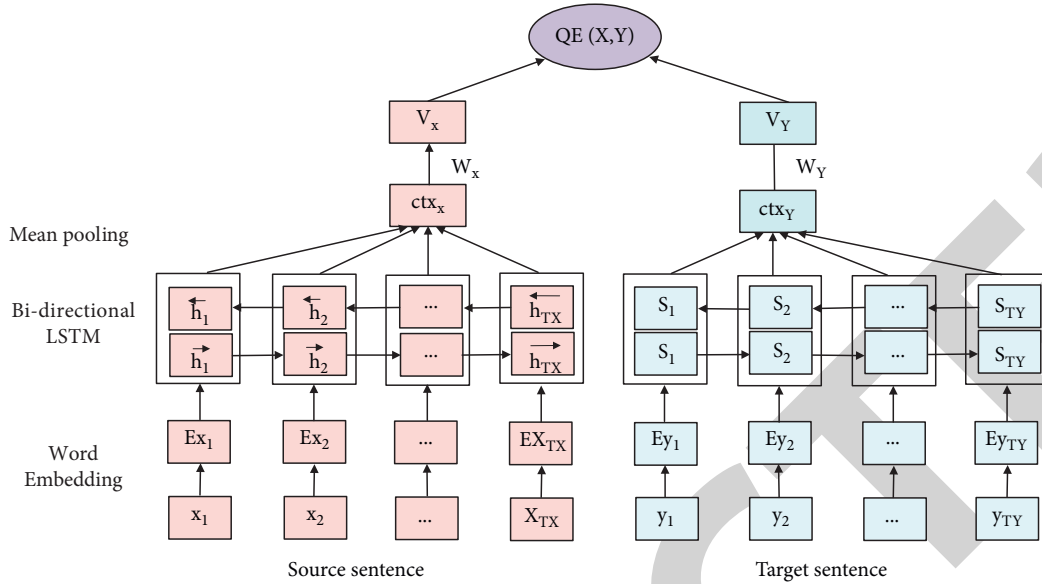 QE (X,Y)
Vx VY
Wx WY
ctxx ctxY
Mean pooling
Bi-directional LSTM
h1 h2 ... hTX S1 S2 ... STY
h1 h2 ... hTX S1 S2 ... STY
Word Embedding
Ex1 Ex2 ... EXTX Ey1 Ey2 ... EyTY
x1 x2 ... XTX y1 y2 ... yTY
Source sentence Target sentence